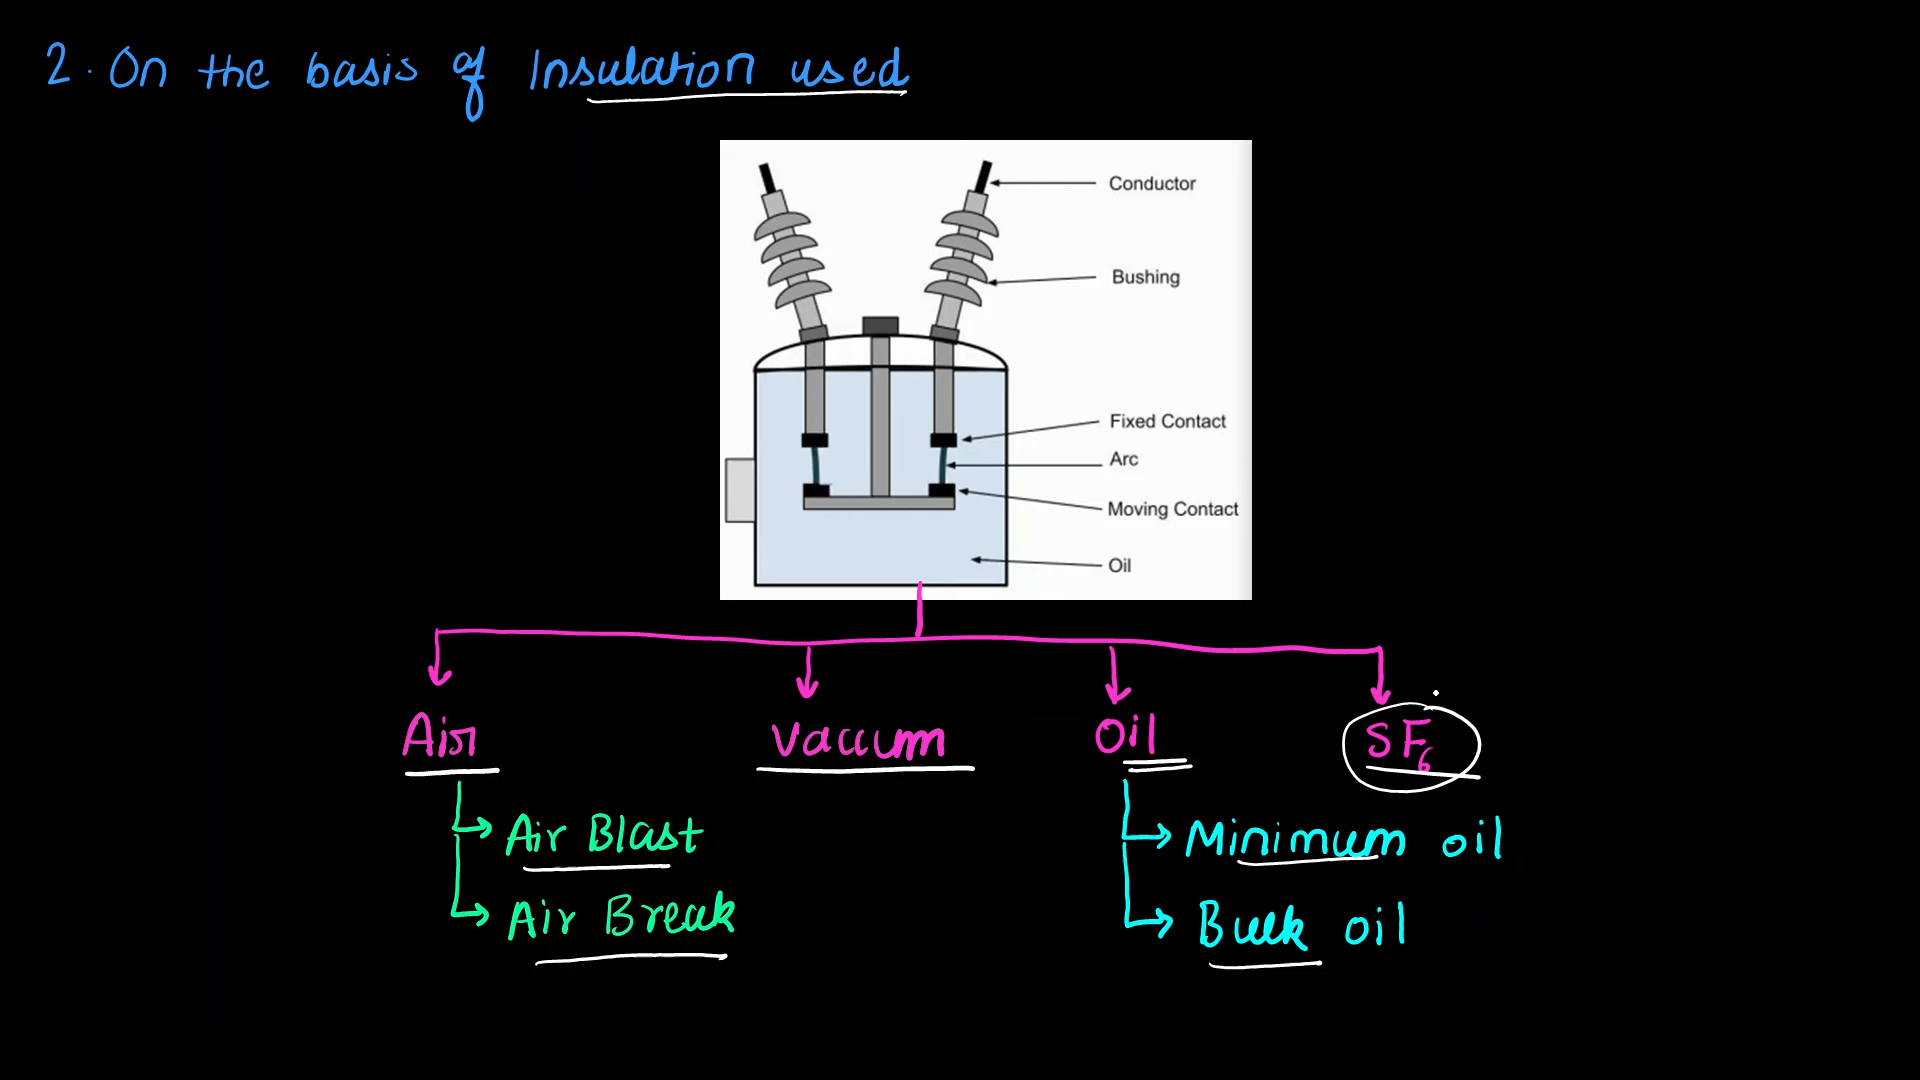 2. On the basis of Insulation used
Conductor
Bushing
Fixed Contact
Arc
Moving Contact
Oil
Air Vaccum Oil SF6
Air Blast Minimum oil
Air Break Bulk oil